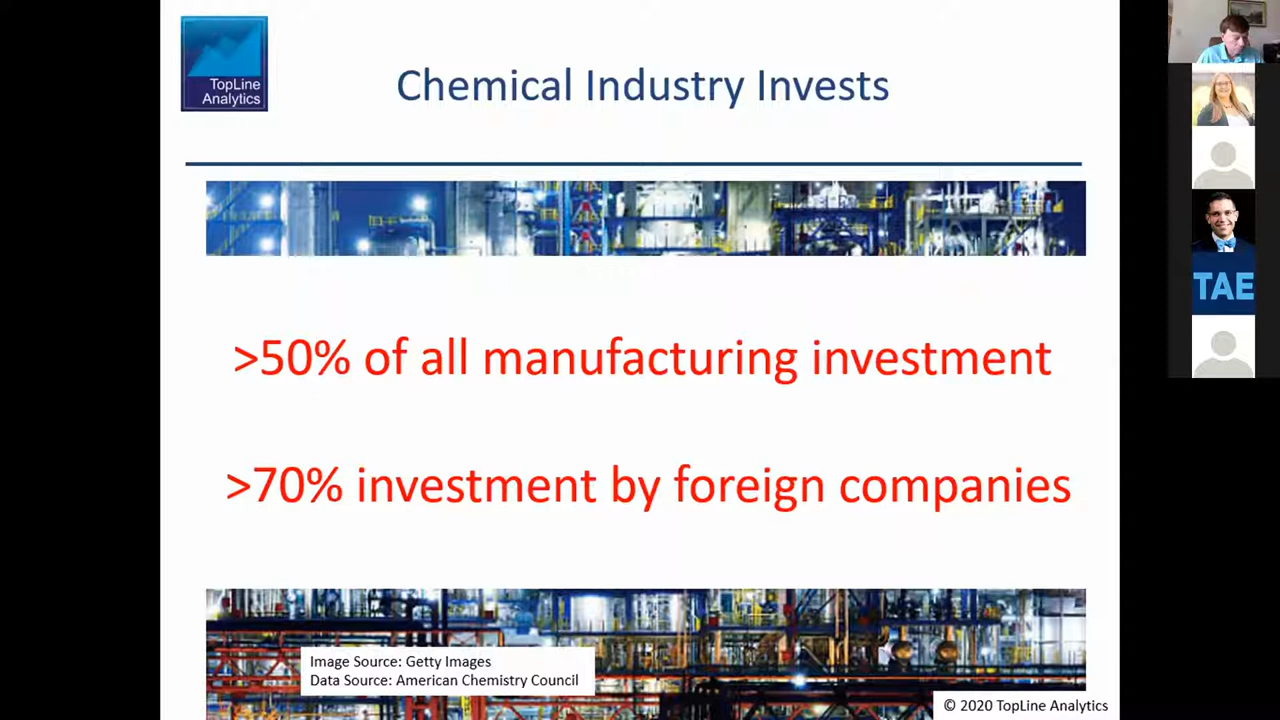 TopLine
Analytics
Chemical Industry Invests
>50% of all manufacturing investment
>70% investment by foreign companies
Image Source: Getty Images
Data Source: American Chemistry Council
© 2020 TopLine Analytics
TAE